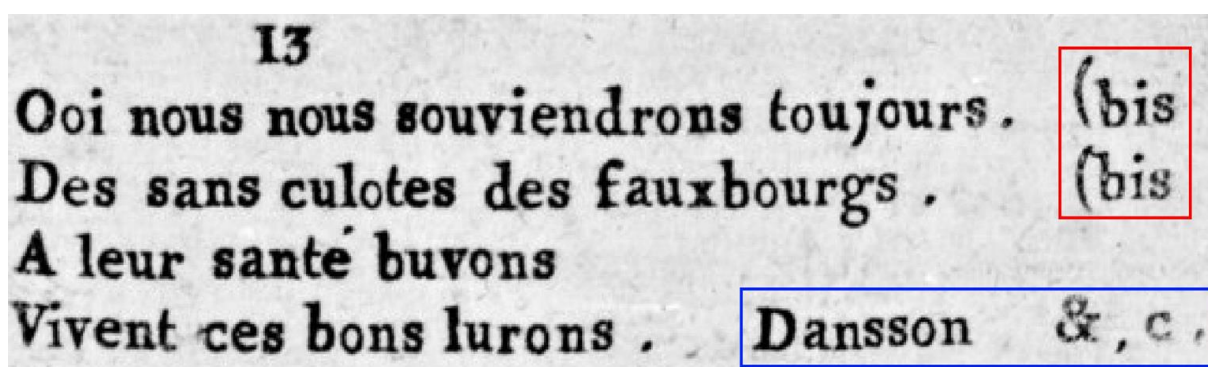 13
Ooi nous nous souviendrons toujours. (bis
Des sans culotes des fauxbourgs. (bis
A leur santé buvons
Vivent ces bons lurons. Dansson &, c.